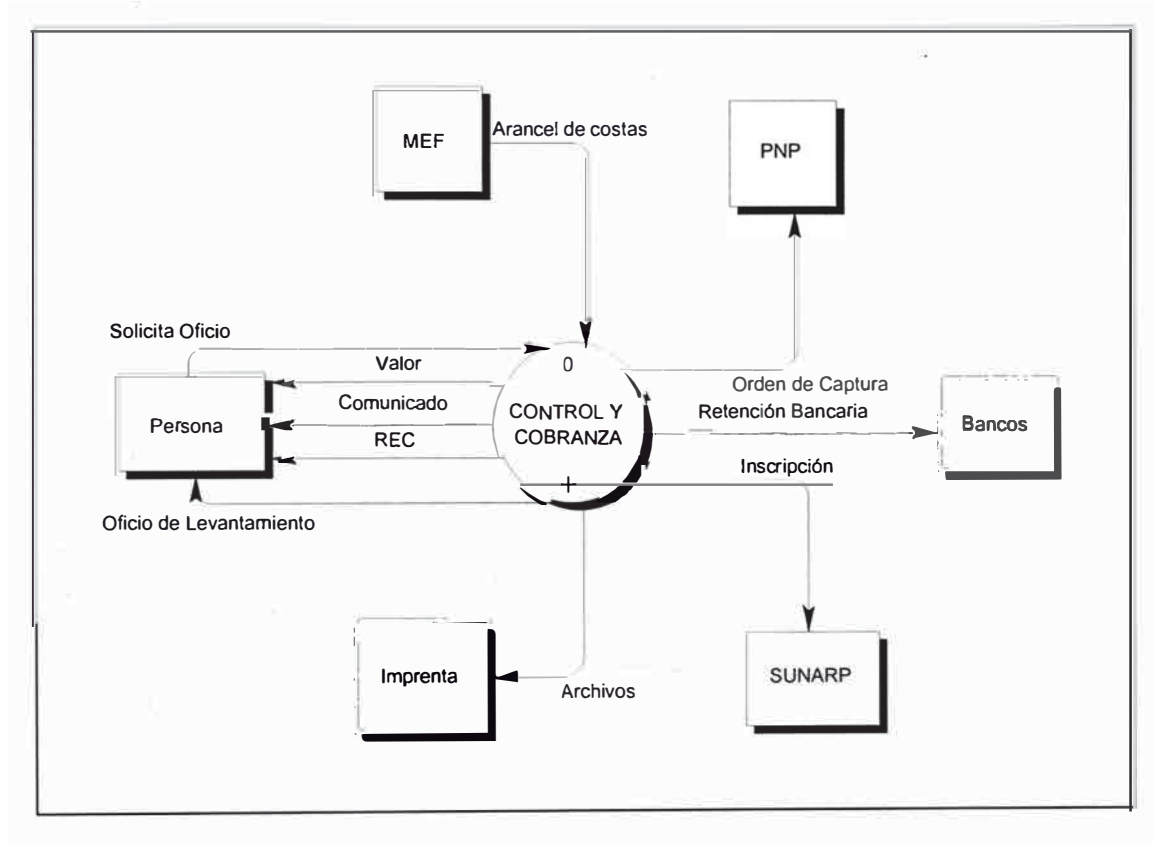 MEF
Arancel de costas
PNP
Solicita Oficio
Valor
Comunicado
REC
Persona
Oficio de Levantamiento
0
CONTROL Y
COBRANZA
+
Orden de Captura
Retención Bancaria
Bancos
Inscripción
Imprenta
Archivos
SUNARP